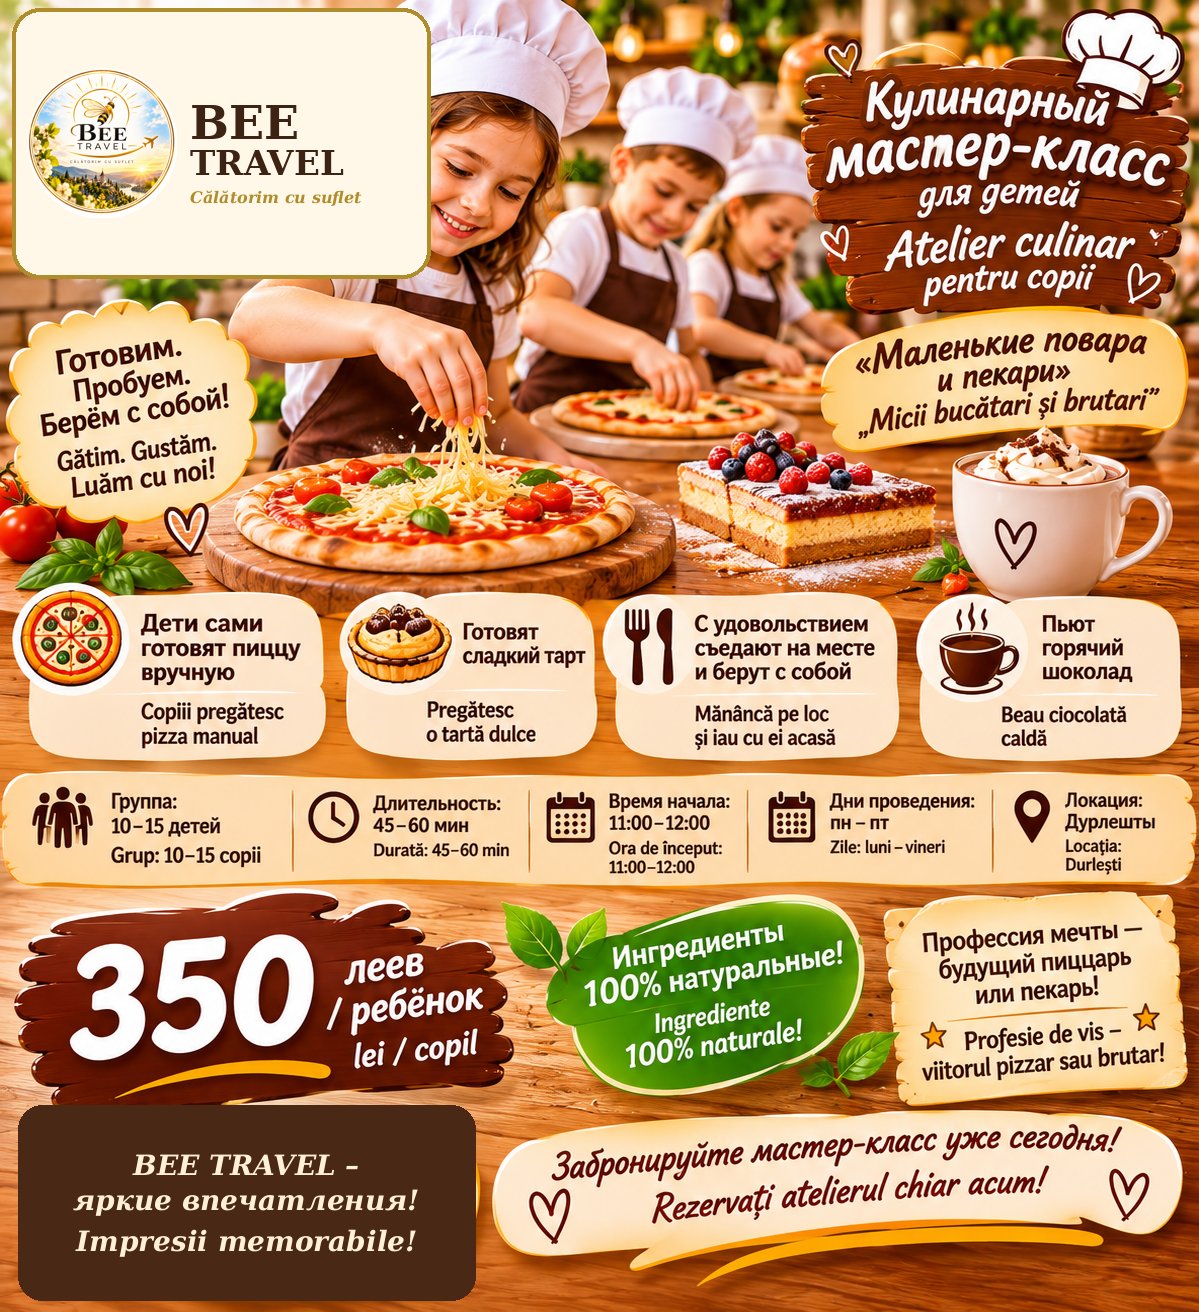 BEE
TRAVEL
CĂLĂTORIM CU SUFLET
BEE
TRAVEL
Călătorim cu suflet
Кулинарный
мастер-класс
для детей
Atelier culinar
pentru copii
«Маленькие повара
и пекари»
„Micii bucătari și brutari”
Готовим.
Пробуем.
Берём с собой!
Gătim. Gustăm.
Luăm cu noi!
Дети сами
готовят пиццу
вручную
Copiii pregătesc
pizza manual
Готовят
сладкий тарт
Pregătesc
o tartă dulce
С удовольствием
съедают на месте
и берут с собой
Mănâncă pe loc
și iau cu ei acasă
Пьют
горячий
шоколад
Beau ciocolată
caldă
Группа:
10–15 детей
Grup: 10–15 copii
Длительность:
45–60 мин
Durată: 45–60 min
Время начала:
11:00–12:00
Ora de început:
11:00–12:00
Дни проведения:
пн – пт
Zile: luni – vineri
Локация:
Дурлешты
Locația:
Durlești
350 леев
/ ребёнок
lei / copil
Ингредиенты
100% натуральные!
Ingrediente
100% naturale!
Профессия мечты —
будущий пиццарь
или пекарь!
Profesie de vis –
viitorul pizzar sau brutar!
BEE TRAVEL –
яркие впечатления!
Impresii memorabile!
Забронируйте мастер-класс уже сегодня!
Rezervați atelierul chiar acum!